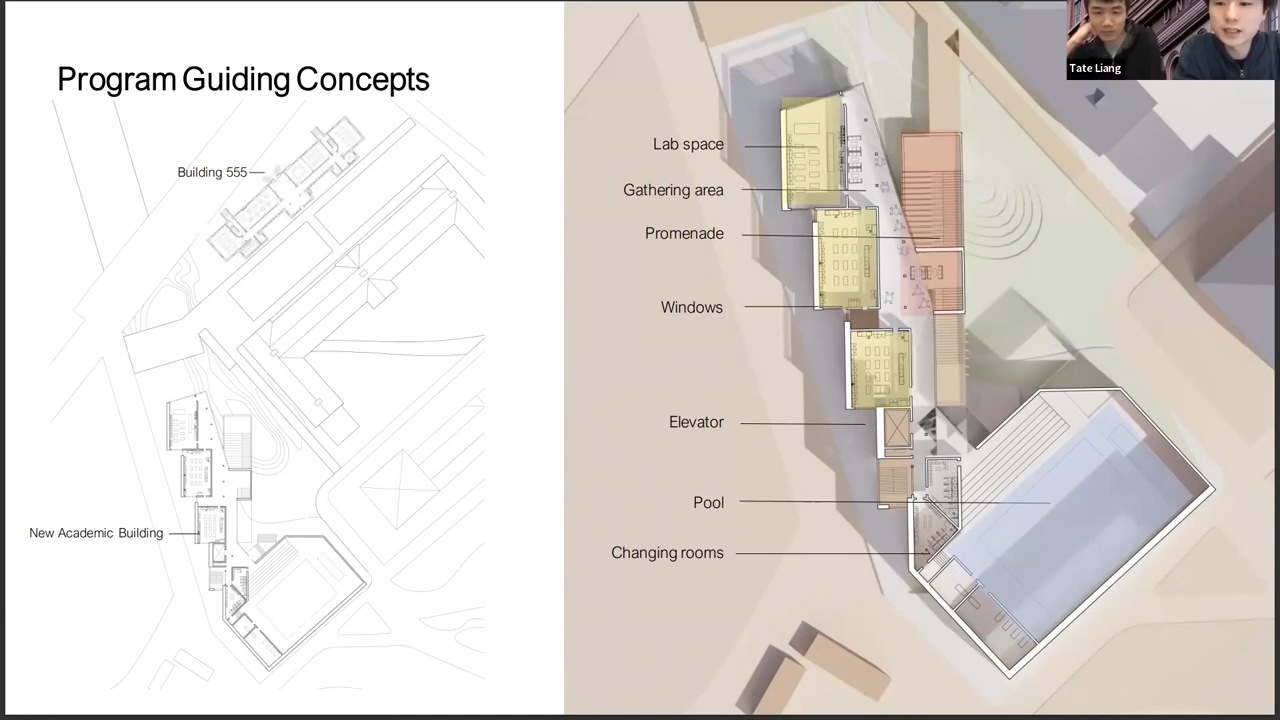 Program Guiding Concepts
Building 555
New Academic Building
Lab space
Gathering area
Promenade
Windows
Elevator
Pool
Changing rooms
Tate Liang